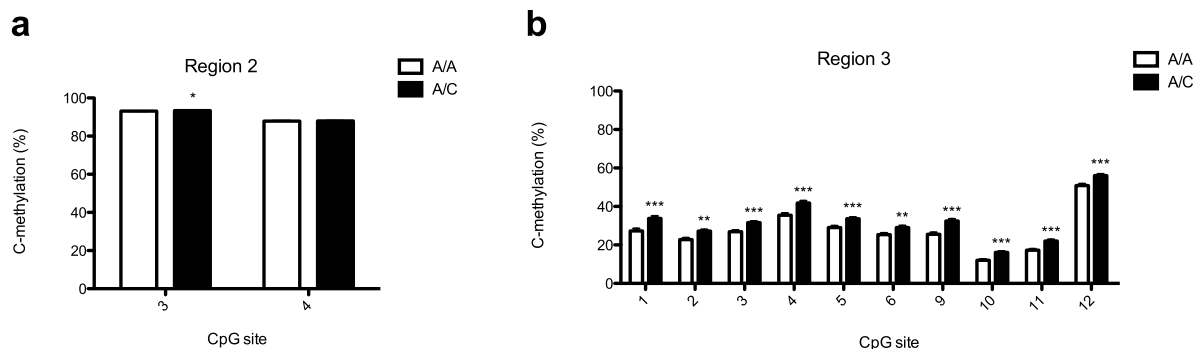 a
Region 2
A/A
A/C
C-methylation (%)
100
80
60
40
20
0
*
3
4
CpG site
b
Region 3
A/A
A/C
C-methylation (%)
100
80
60
40
20
0
***
**
***
***
***
**
***
***
***
***
1
2
3
4
5
6
9
10
11
12
CpG site